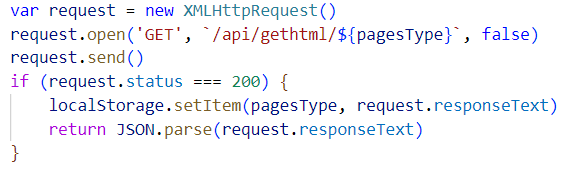 var request = new XMLHttpRequest()
request.open('GET', `/api/gethtml/${pagesType}`, false)
request.send()
if (request.status === 200) {
    localStorage.setItem(pagesType, request.responseText)
    return JSON.parse(request.responseText)
}